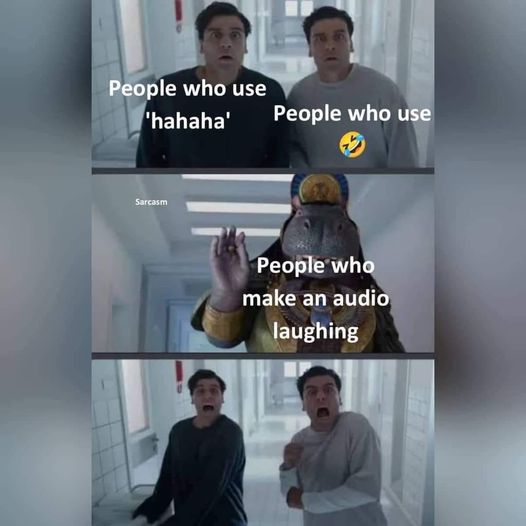 People who use
'hahaha'
People who use
🤣
Sarcasm
People who
make an audio
laughing